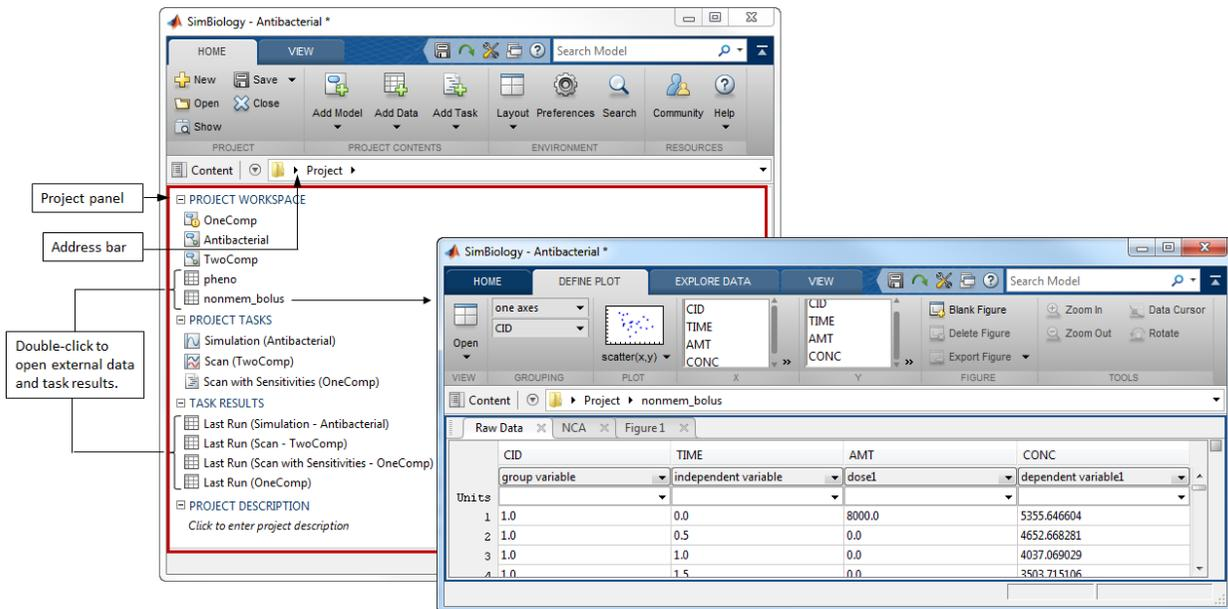 SimBiology - Antibacterial *
HOME VIEW Search Model
New Save
Open Close
Show
Add Model Add Data Add Task Layout Preferences Search Community Help
PROJECT PROJECT CONTENTS ENVIRONMENT RESOURCES
Content Project
Project panel
Address bar
Double-click to
open external data
and task results.
PROJECT WORKSPACE
OneComp
Antibacterial
TwoComp
pheno
nonmem_bolus
PROJECT TASKS
Simulation (Antibacterial)
Scan (TwoComp)
Scan with Sensitivities (OneComp)
TASK RESULTS
Last Run (Simulation - Antibacterial)
Last Run (Scan - TwoComp)
Last Run (Scan with Sensitivities - OneComp)
Last Run (OneComp)
PROJECT DESCRIPTION
Click to enter project description
SimBiology - Antibacterial *
HOME DEFINE PLOT EXPLORE DATA VIEW Search Model
Open
one axes
CID
scatter(x,y)
CID
TIME
AMT
CONC
»
CID
TIME
AMT
CONC
»
Blank Figure
Delete Figure
Export Figure
Zoom In Data Cursor
Zoom Out Rotate
VIEW GROUPING PLOT X Y FIGURE TOOLS
Content Project nonmem_bolus
Raw Data NCA Figure 1
CID TIME AMT CONC
group variable independent variable dose1 dependent variable1
Units
1 1.0 0.0 8000.0 5355.646604
2 1.0 0.5 0.0 4652.668281
3 1.0 1.0 0.0 4037.069029
4 1.0 1.5 0.0 3503.715106